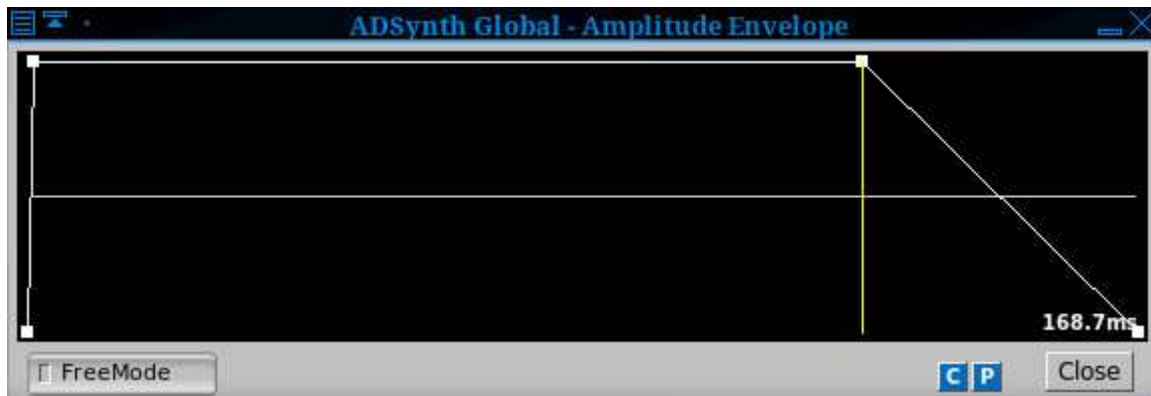 ADSynth Global - Amplitude Envelope
168.7ms
FreeMode
C P
Close